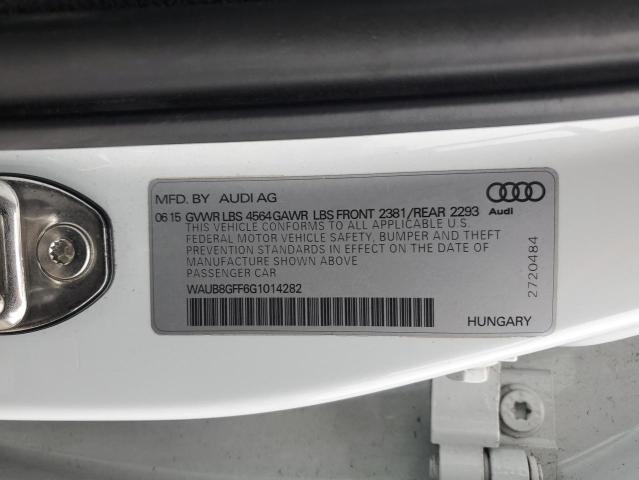 MFD. BY AUDI AG
06 15 GVWR LBS 4564 GAWR LBS FRONT 2381/REAR 2293
Audi
THIS VEHICLE CONFORMS TO ALL APPLICABLE U.S.
FEDERAL MOTOR VEHICLE SAFETY, BUMPER AND THEFT
PREVENTION STANDARDS IN EFFECT ON THE DATE OF
MANUFACTURE SHOWN ABOVE
PASSENGER CAR
WAUB8GFF6G1014282
HUNGARY
2720484